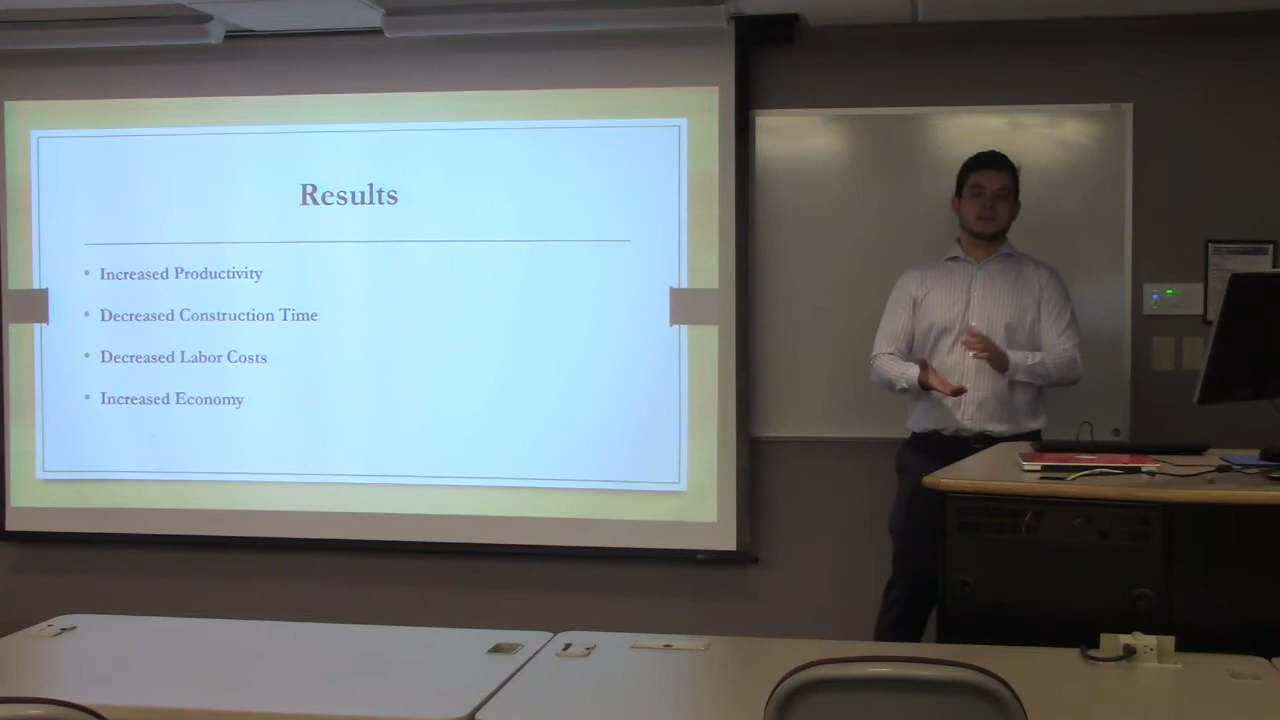 Results
• Increased Productivity
• Decreased Construction Time
• Decreased Labor Costs
• Increased Economy